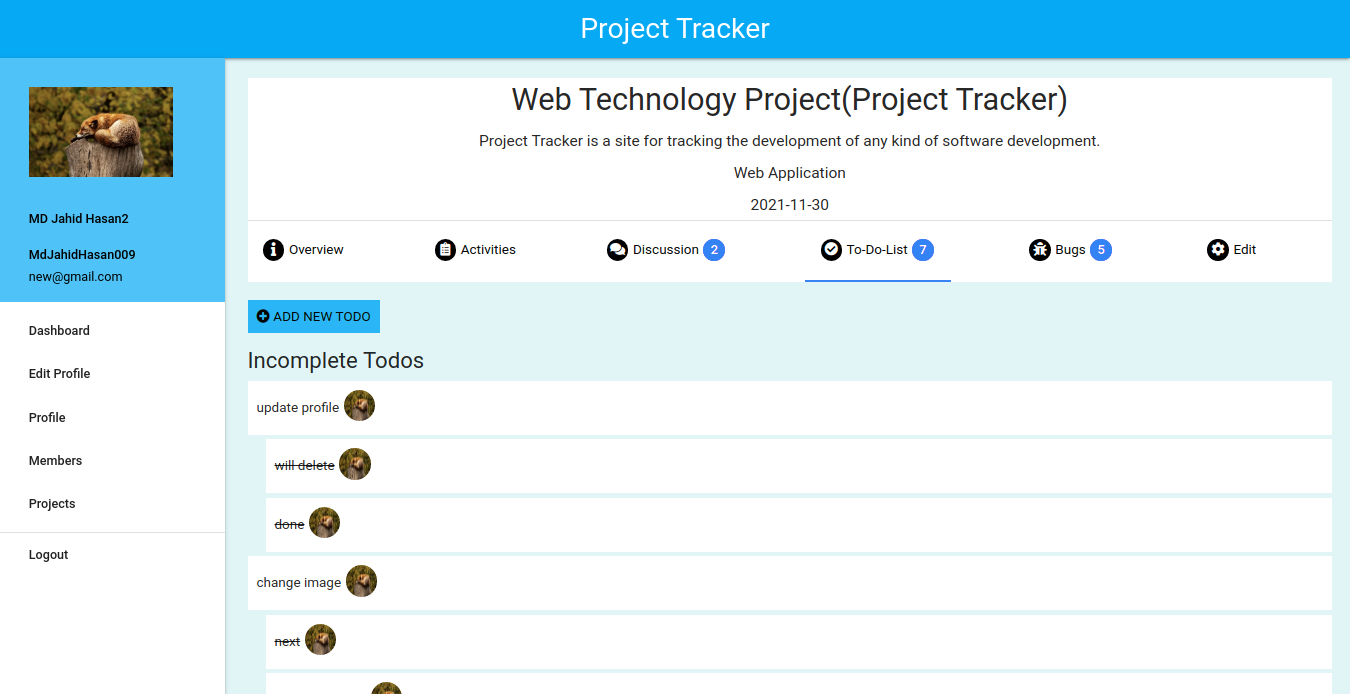 Project Tracker
MD Jahid Hasan2
MdJahidHasan009
new@gmail.com
Dashboard
Edit Profile
Profile
Members
Projects
Logout
Web Technology Project(Project Tracker)
Project Tracker is a site for tracking the development of any kind of software development.
Web Application
2021-11-30
Overview Activities Discussion 2 To-Do-List 7 Bugs 5 Edit
ADD NEW TODO
Incomplete Todos
update profile
will delete
done
change image
next